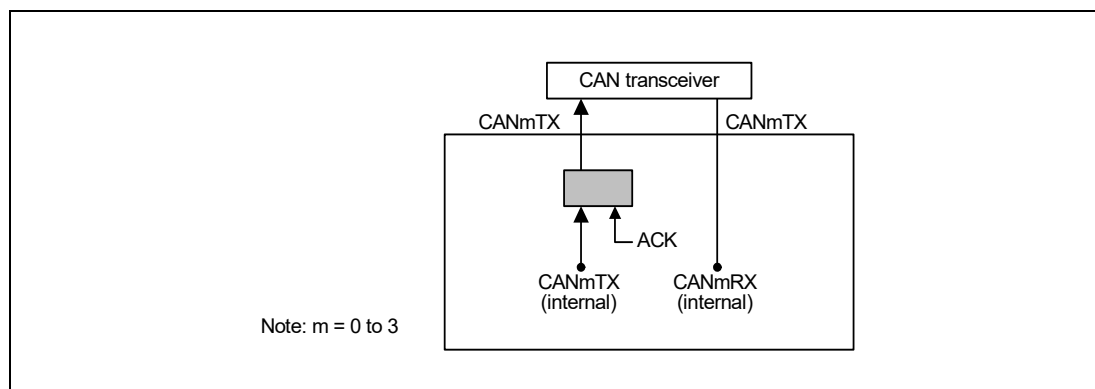 CAN transceiver
CANmTX CANmTX
ACK
CANmTX CANmRX
(internal) (internal)
Note: m = 0 to 3